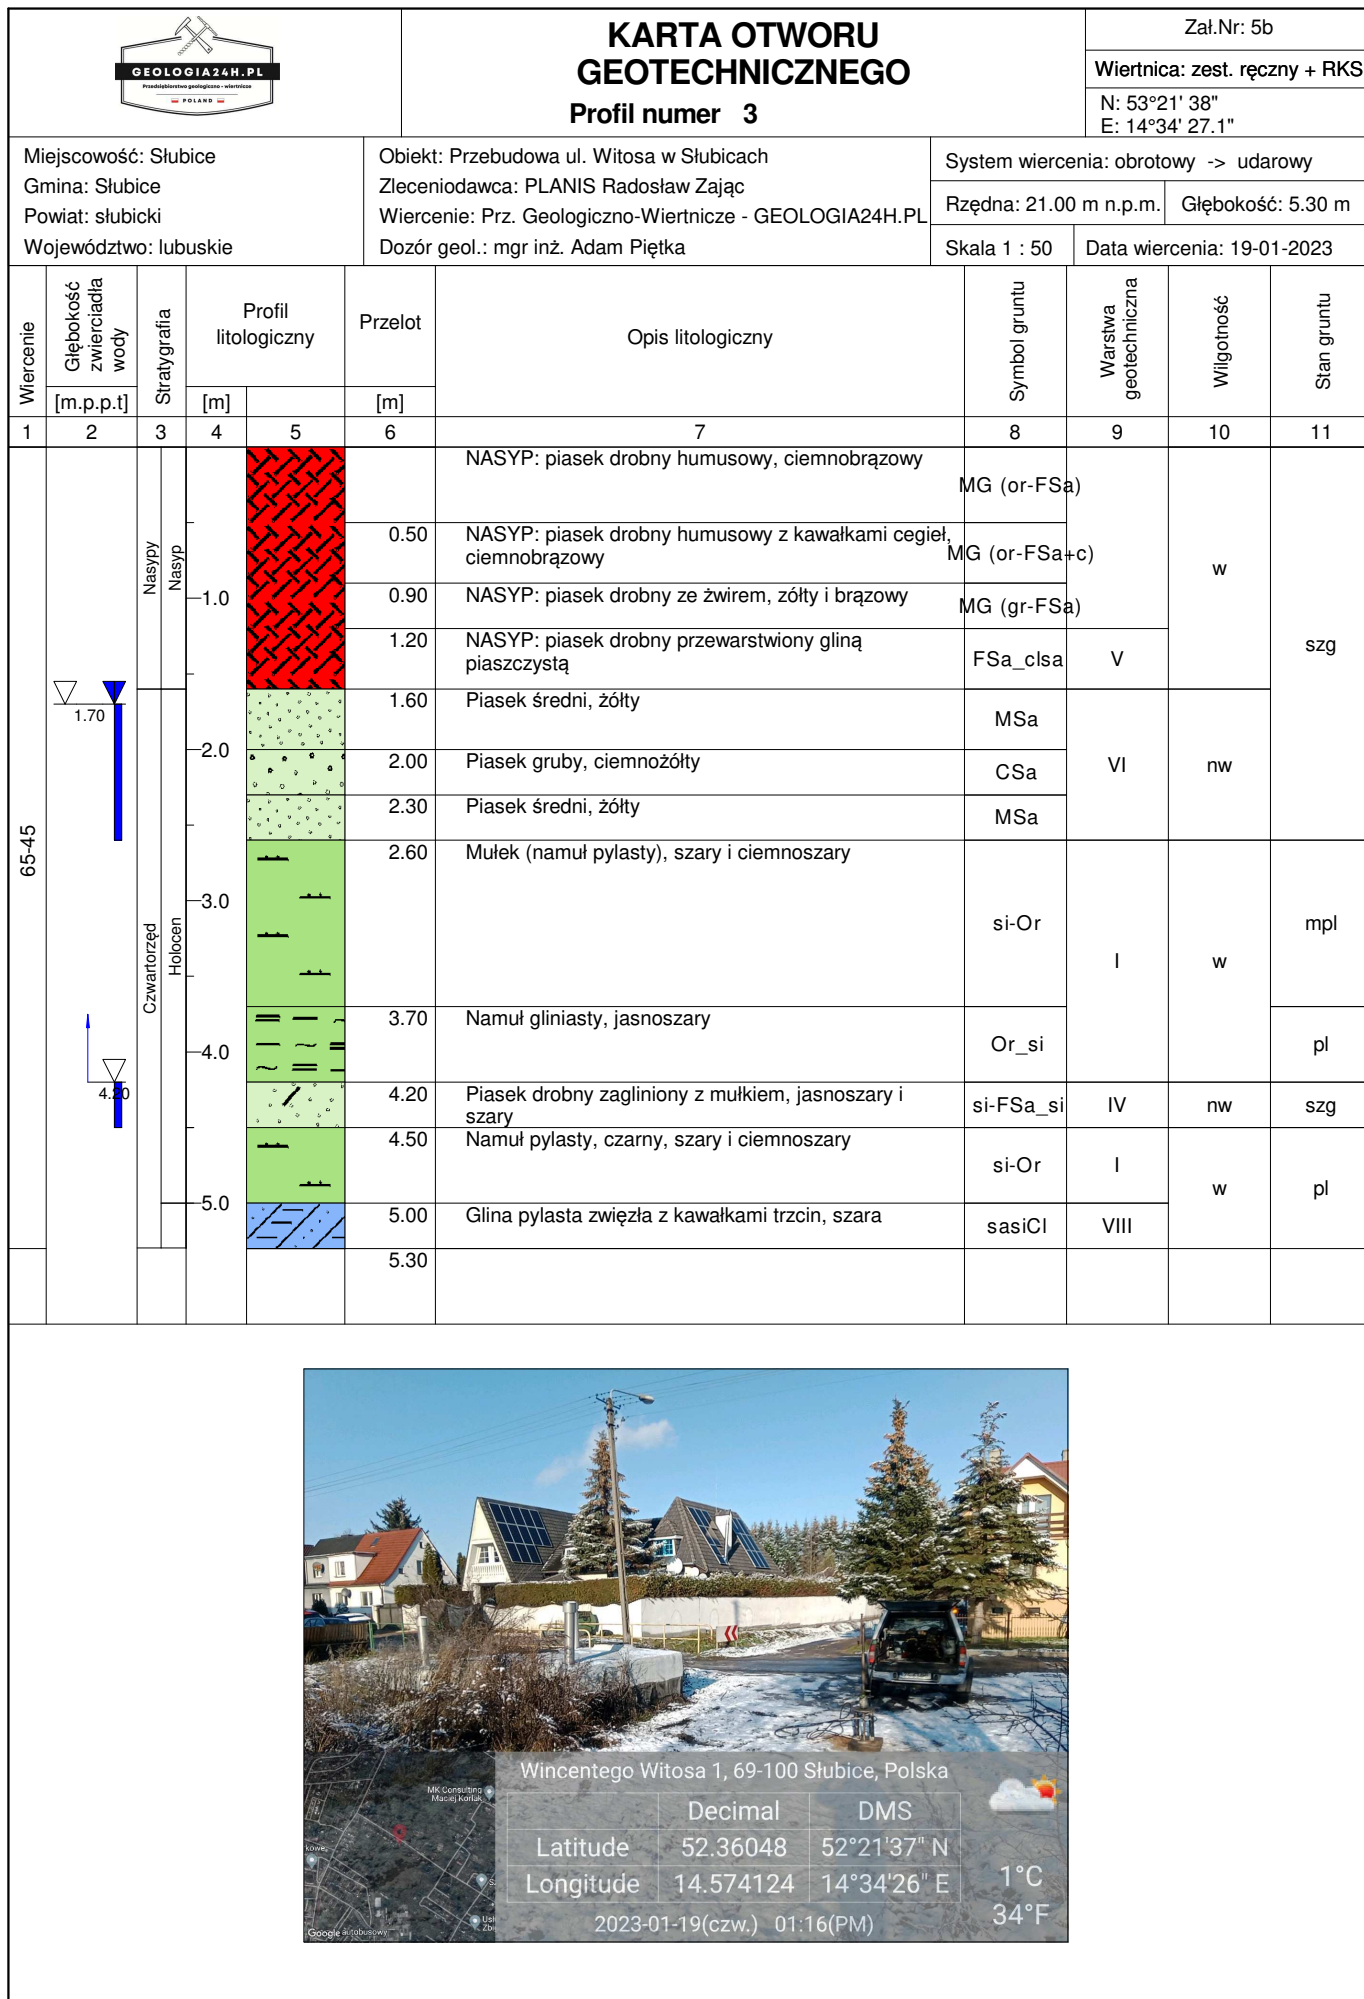 GEOLOGIA24H.PL
Przedsiębiorstwo geologiczno - wiertnicze
POLAND
KARTA OTWORU
GEOTECHNICZNEGO
Profil numer 3
Zał.Nr: 5b
Wiertnica: zest. ręczny + RKS
N: 53°21' 38"
E: 14°34' 27.1"
Miejscowość: Słubice
Gmina: Słubice
Powiat: słubicki
Województwo: lubuskie
Obiekt: Przebudowa ul. Witosa w Słubicach
Zleceniodawca: PLANIS Radosław Zając
Wiercenie: Prz. Geologiczno-Wiertnicze - GEOLOGIA24H.PL
Dozór geol.: mgr inż. Adam Piętka
System wiercenia: obrotowy -> udarowy
Rzędna: 21.00 m n.p.m.
Głębokość: 5.30 m
Skala 1 : 50
Data wiercenia: 19-01-2023
Wiercenie
Głębokość zwierciadła wody
[m.p.p.t]
Stratygrafia
Profil litologiczny
[m]
Przelot
[m]
Opis litologiczny
Symbol gruntu
Warstwa geotechniczna
Wilgotność
Stan gruntu
1 2 3 4 5 6 7 8 9 10 11
65-45
1.70
4.20
Nasypy
Nasyp
Czwartorzęd
Holocen
1.0
2.0
3.0
4.0
5.0
NASYP: piasek drobny humusowy, ciemnobrązowy
MG (or-FSa)
0.50 NASYP: piasek drobny humusowy z kawałkami cegieł,
ciemnobrązowy
MG (or-FSa+c)
w
0.90 NASYP: piasek drobny ze żwirem, zółty i brązowy
MG (gr-FSa)
1.20 NASYP: piasek drobny przewarstwiony gliną
piaszczystą
FSa_clsa V
szg
1.60 Piasek średni, żółty
MSa
2.00 Piasek gruby, ciemnożółty
CSa VI nw
2.30 Piasek średni, żółty
MSa
2.60 Mułek (namuł pylasty), szary i ciemnoszary
si-Or I w mpl
3.70 Namuł gliniasty, jasnoszary
Or_si pl
4.20 Piasek drobny zagliniony z mułkiem, jasnoszary i
szary
si-FSa_si IV nw szg
4.50 Namuł pylasty, czarny, szary i ciemnoszary
si-Or I w pl
5.00 Glina pylasta zwięzła z kawałkami trzcin, szara
sasiCl VIII
5.30
Wincentego Witosa 1, 69-100 Słubice, Polska
Decimal DMS
Latitude 52.36048 52°21'37" N
Longitude 14.574124 14°34'26" E
2023-01-19(czw.) 01:16(PM)
1°C
34°F
MK Consulting
Maciej Korlak
Google
autobusowy